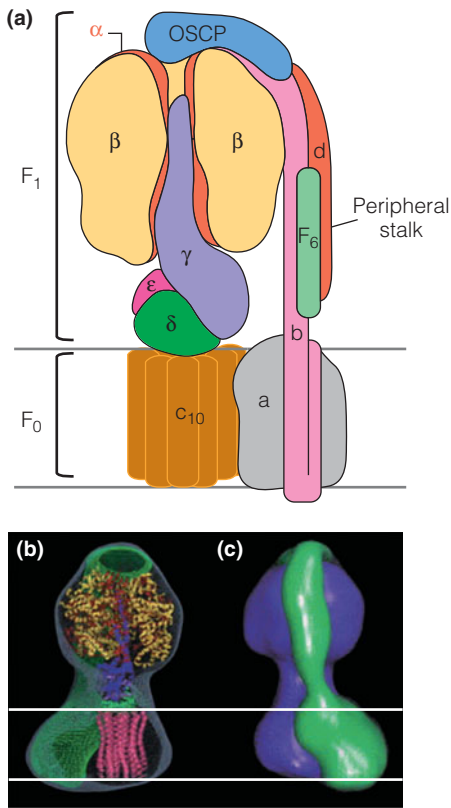 (a)
α
OSCP
β
β
d
F₁
F₆
Peripheral
stalk
γ
ε
δ
b
a
F₀
c₁₀
(b)
(c)